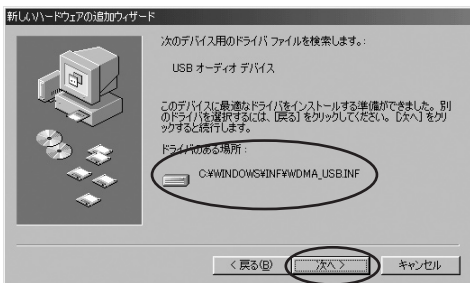 新しいハードウェアの追加ウィザード
次のデバイス用のドライバ ファイルを検索します。:
USB オーディオ デバイス
このデバイスに最適なドライバをインストールする準備ができました。別
のドライバを選択するには、[戻る] をクリックしてください。[次へ] をクリ
ックすると続行します。
ドライバのある場所 :
C:¥WINDOWS¥INF¥WDMA_USB.INF
< 戻る(B)
次へ >
キャンセル